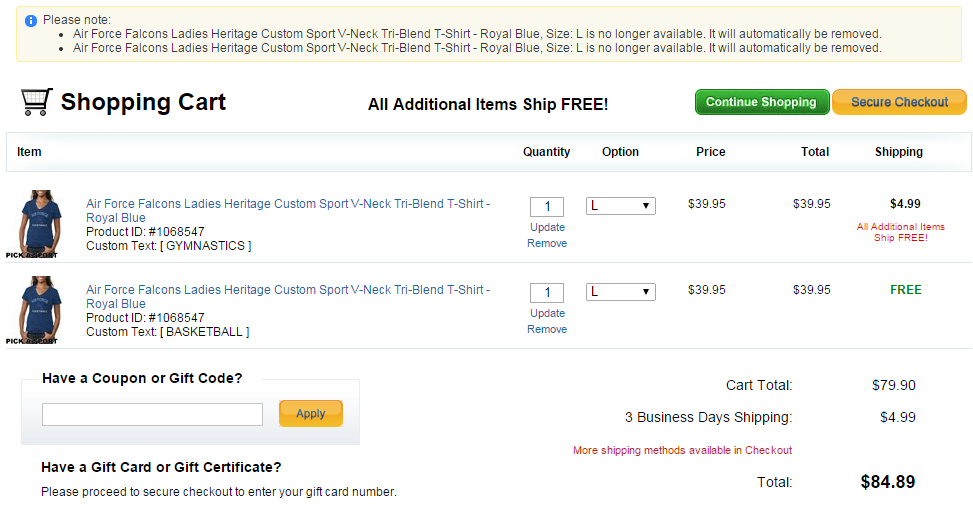 Please note:
Air Force Falcons Ladies Heritage Custom Sport V-Neck Tri-Blend T-Shirt - Royal Blue, Size: L is no longer available. It will automatically be removed.
Air Force Falcons Ladies Heritage Custom Sport V-Neck Tri-Blend T-Shirt - Royal Blue, Size: L is no longer available. It will automatically be removed.
Shopping Cart
All Additional Items Ship FREE!
Continue Shopping
Secure Checkout
Item Quantity Option Price Total Shipping
Air Force Falcons Ladies Heritage Custom Sport V-Neck Tri-Blend T-Shirt -
Royal Blue
Product ID: #1068547
Custom Text: [ GYMNASTICS ]
PICK A SPORT
1
Update
Remove
L
$39.95
$39.95
$4.99
All Additional Items
Ship FREE!
Air Force Falcons Ladies Heritage Custom Sport V-Neck Tri-Blend T-Shirt -
Royal Blue
Product ID: #1068547
Custom Text: [ BASKETBALL ]
PICK A SPORT
1
Update
Remove
L
$39.95
$39.95
FREE
Have a Coupon or Gift Code?
Apply
Have a Gift Card or Gift Certificate?
Please proceed to secure checkout to enter your gift card number.
Cart Total: $79.90
3 Business Days Shipping: $4.99
More shipping methods available in Checkout
Total: $84.89